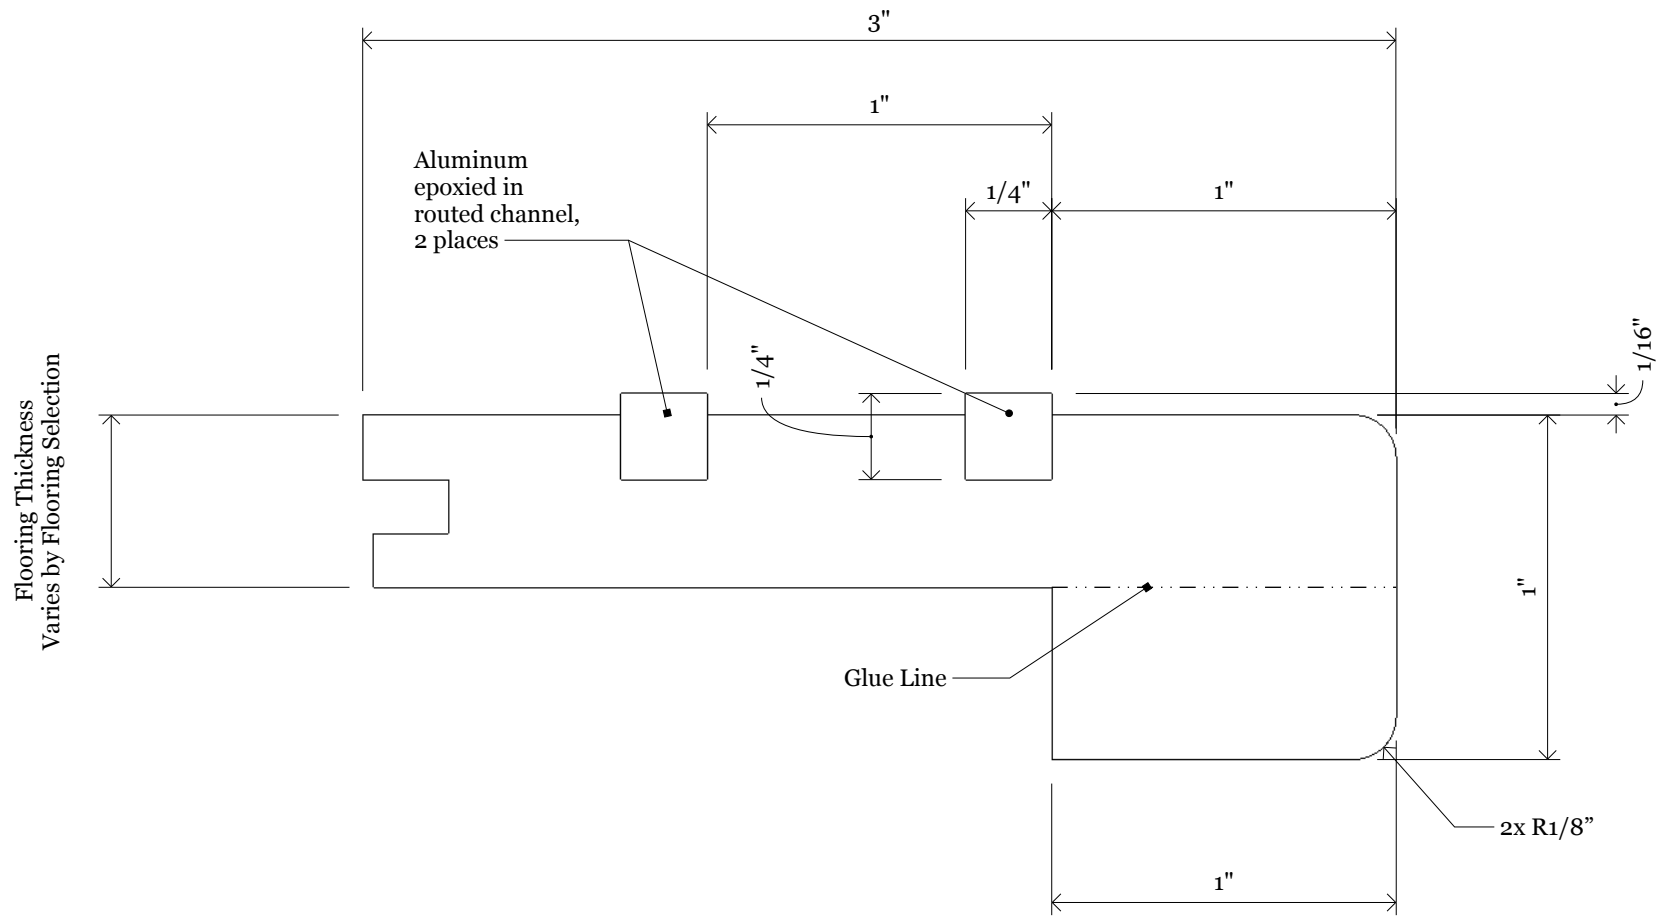 3"
1"
Aluminum
epoxied in
routed channel,
2 places
1/4"
1"
1/4"
1/16"
Flooring Thickness
Varies by Flooring Selection
1"
Glue Line
2x R1/8”
1"